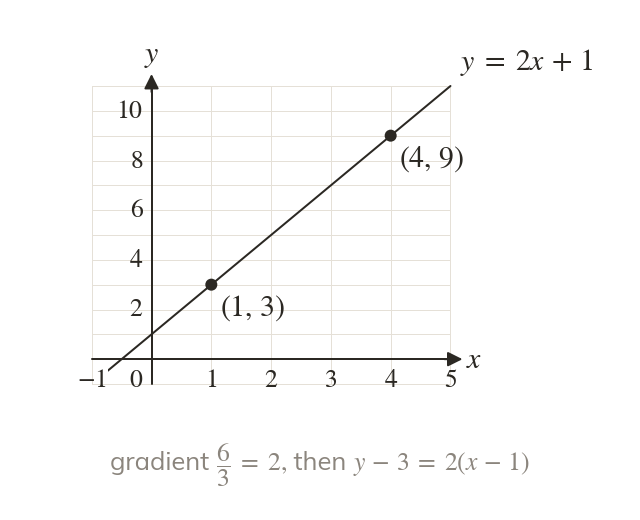 y
y = 2x + 1
10
8
(4, 9)
6
4
2
(1, 3)
x
−1 0 1 2 3 4 5
gradient 6/3 = 2, then y − 3 = 2(x − 1)